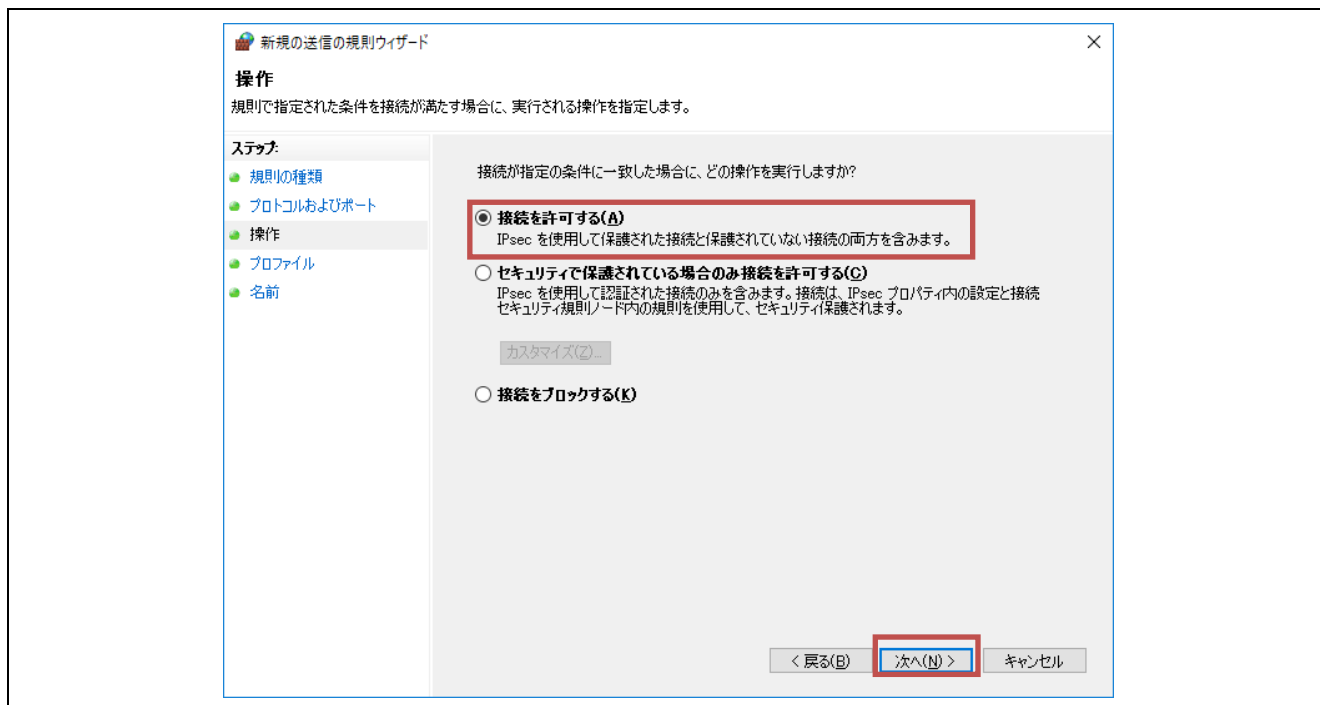 新規の送信の規則ウィザード
操作
規則で指定された条件を接続が満たす場合に、実行される操作を指定します。
ステップ:
規則の種類
プロトコルおよびポート
操作
プロファイル
名前
接続が指定の条件に一致した場合に、どの操作を実行しますか?
接続を許可する(A)
IPsec を使用して保護された接続と保護されていない接続の両方を含みます。
セキュリティで保護されている場合のみ接続を許可する(C)
IPsec を使用して認証された接続のみを含みます。接続は、IPsec プロパティ内の設定と接続
セキュリティ規則ノード内の規則を使用して、セキュリティ保護されます。
カスタマイズ(Z)...
接続をブロックする(K)
< 戻る(B)
次へ(N) >
キャンセル